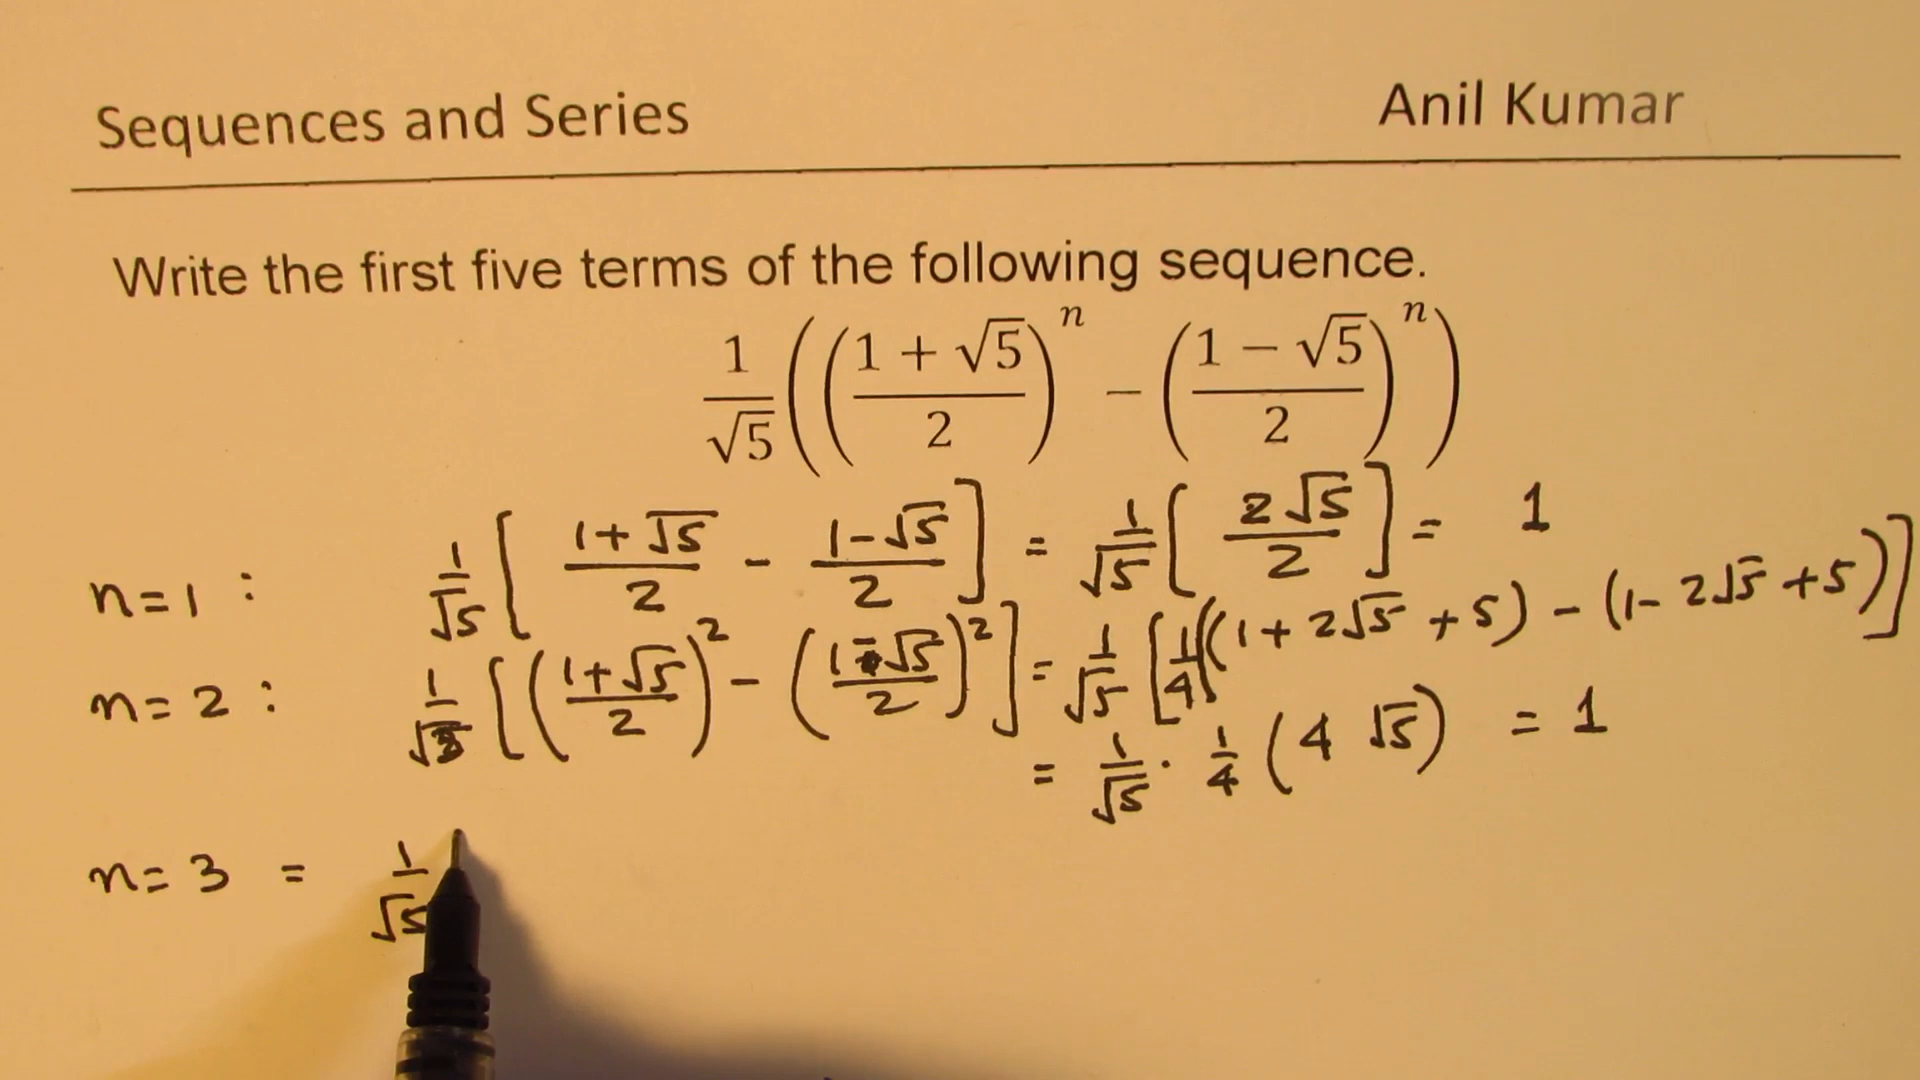 Sequences and Series
Anil Kumar
Write the first five terms of the following sequence.
1/√5 (((1 + √5)/2)^n − ((1 − √5)/2)^n)
n=1 : 1/√5 [ (1+√5)/2 - (1-√5)/2 ] = 1/√5 [ 2√5/2 ] = 1
n=2 : 1/√5 [ ((1+√5)/2)^2 - ((1-√5)/2)^2 ] = 1/√5 [ 1/4((1+2√5+5) - (1-2√5+5)) ]
= 1/√5 · 1/4 (4 √5) = 1
n=3 = 1/√5